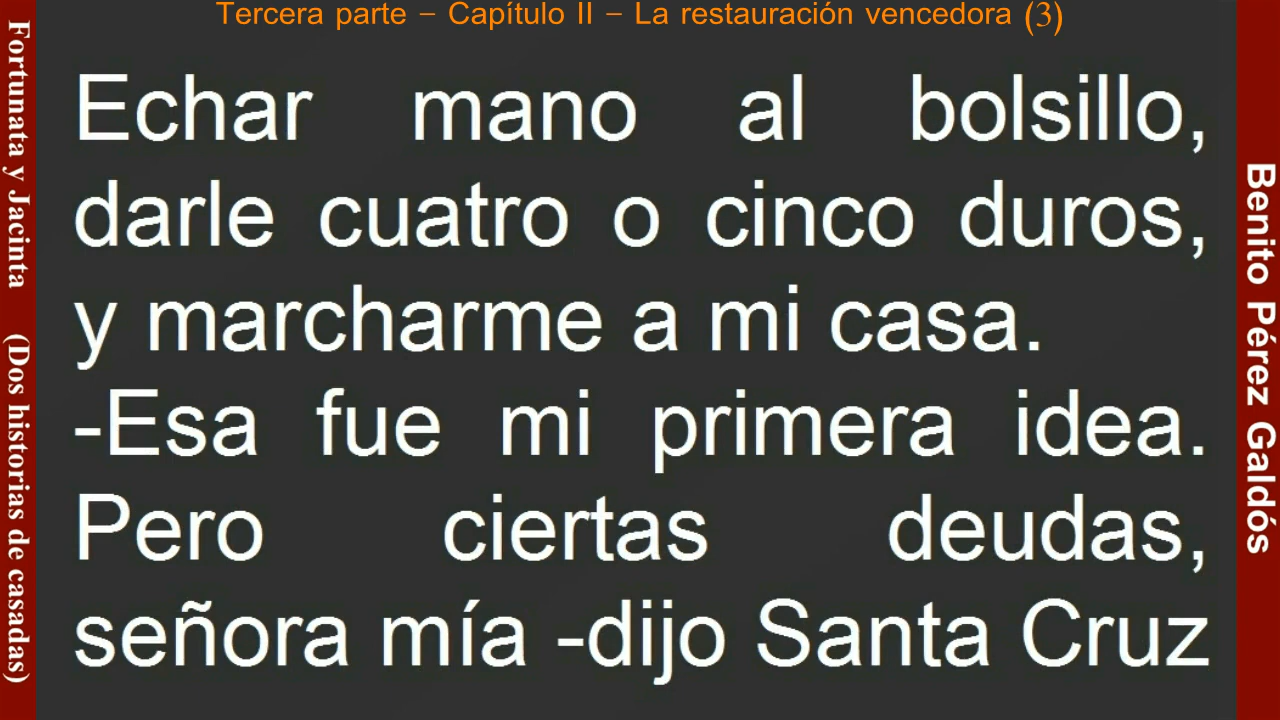 Tercera parte – Capítulo II – La restauración vencedora (3)
Fortunata y Jacinta (Dos historias de casadas)
Echar mano al bolsillo,
darle cuatro o cinco duros,
y marcharme a mi casa.
-Esa fue mi primera idea.
Pero ciertas deudas,
señora mía -dijo Santa Cruz
Benito Pérez Galdós